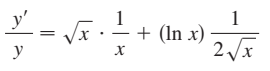 y'/y = √x · 1/x + (ln x) · 1/(2√x)